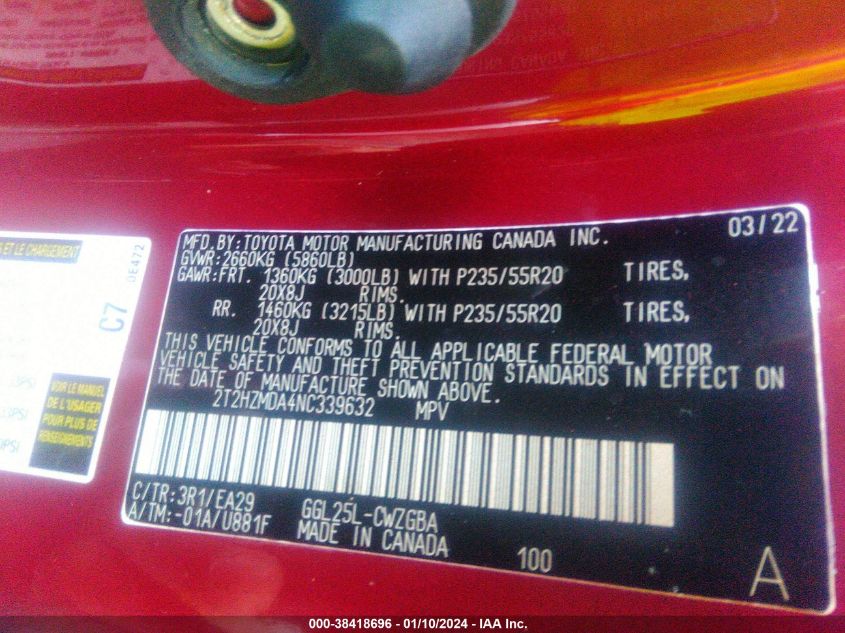 MFD. BY: TOYOTA MOTOR MANUFACTURING CANADA INC. 03/22
GVWR: 2660KG (5860LB)
GAWR: FRT. 1360KG (3000LB) WITH P235/55R20 TIRES,
20X8J RIMS.
RR. 1460KG (3215LB) WITH P235/55R20 TIRES,
20X8J RIMS.
THIS VEHICLE CONFORMS TO ALL APPLICABLE FEDERAL MOTOR
VEHICLE SAFETY AND THEFT PREVENTION STANDARDS IN EFFECT ON
THE DATE OF MANUFACTURE SHOWN ABOVE.
2T2HZMDA4NC339632 MPV
C/TR: 3R1/EA29 GGL25L-CWZGBA
A/TM: -01A/U881F MADE IN CANADA
100 A
ET LE CHARGEMENT
0E472
C7
VOIR LE MANUEL
DE L'USAGER
POUR PLUS DE
RENSEIGNEMENTS
000-38418696 - 01/10/2024 - IAA Inc.